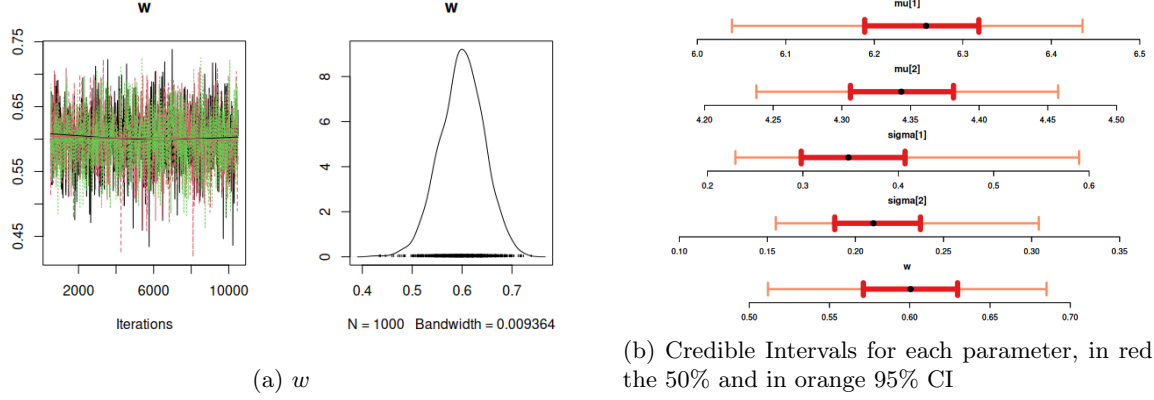 W
0.75
0.65
0.55
0.45
2000 6000 10000
Iterations
W
8
6
4
2
0
0.4 0.5 0.6 0.7
N = 1000 Bandwidth = 0.009364
(a) w
mu[1]
6.0 6.1 6.2 6.3 6.4 6.5
mu[2]
4.20 4.25 4.30 4.35 4.40 4.45 4.50
sigma[1]
0.2 0.3 0.4 0.5 0.6
sigma[2]
0.10 0.15 0.20 0.25 0.30 0.35
w
0.50 0.55 0.60 0.65 0.70
(b) Credible Intervals for each parameter, in red
the 50% and in orange 95% CI